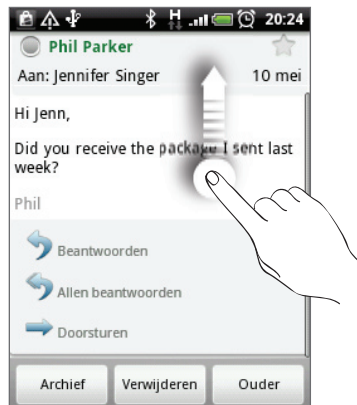 H 20:24
Phil Parker
Aan: Jennifer Singer 10 mei
Hi Jenn,
Did you receive the package I sent last
week?
Phil
Beantwoorden
Allen beantwoorden
Doorsturen
Archief Verwijderen Ouder